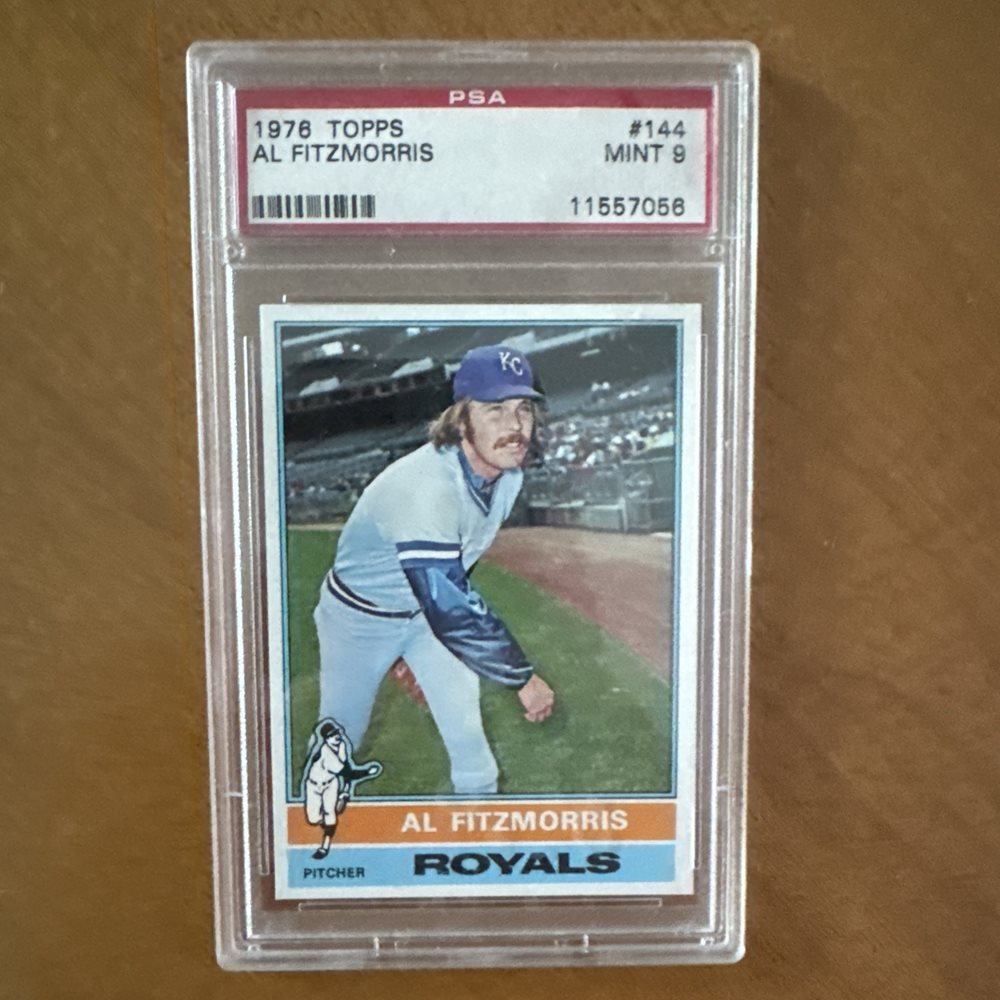 PSA
1976 TOPPS #144
AL FITZMORRIS MINT 9
11557056
KC
AL FITZMORRIS
ROYALS
PITCHER